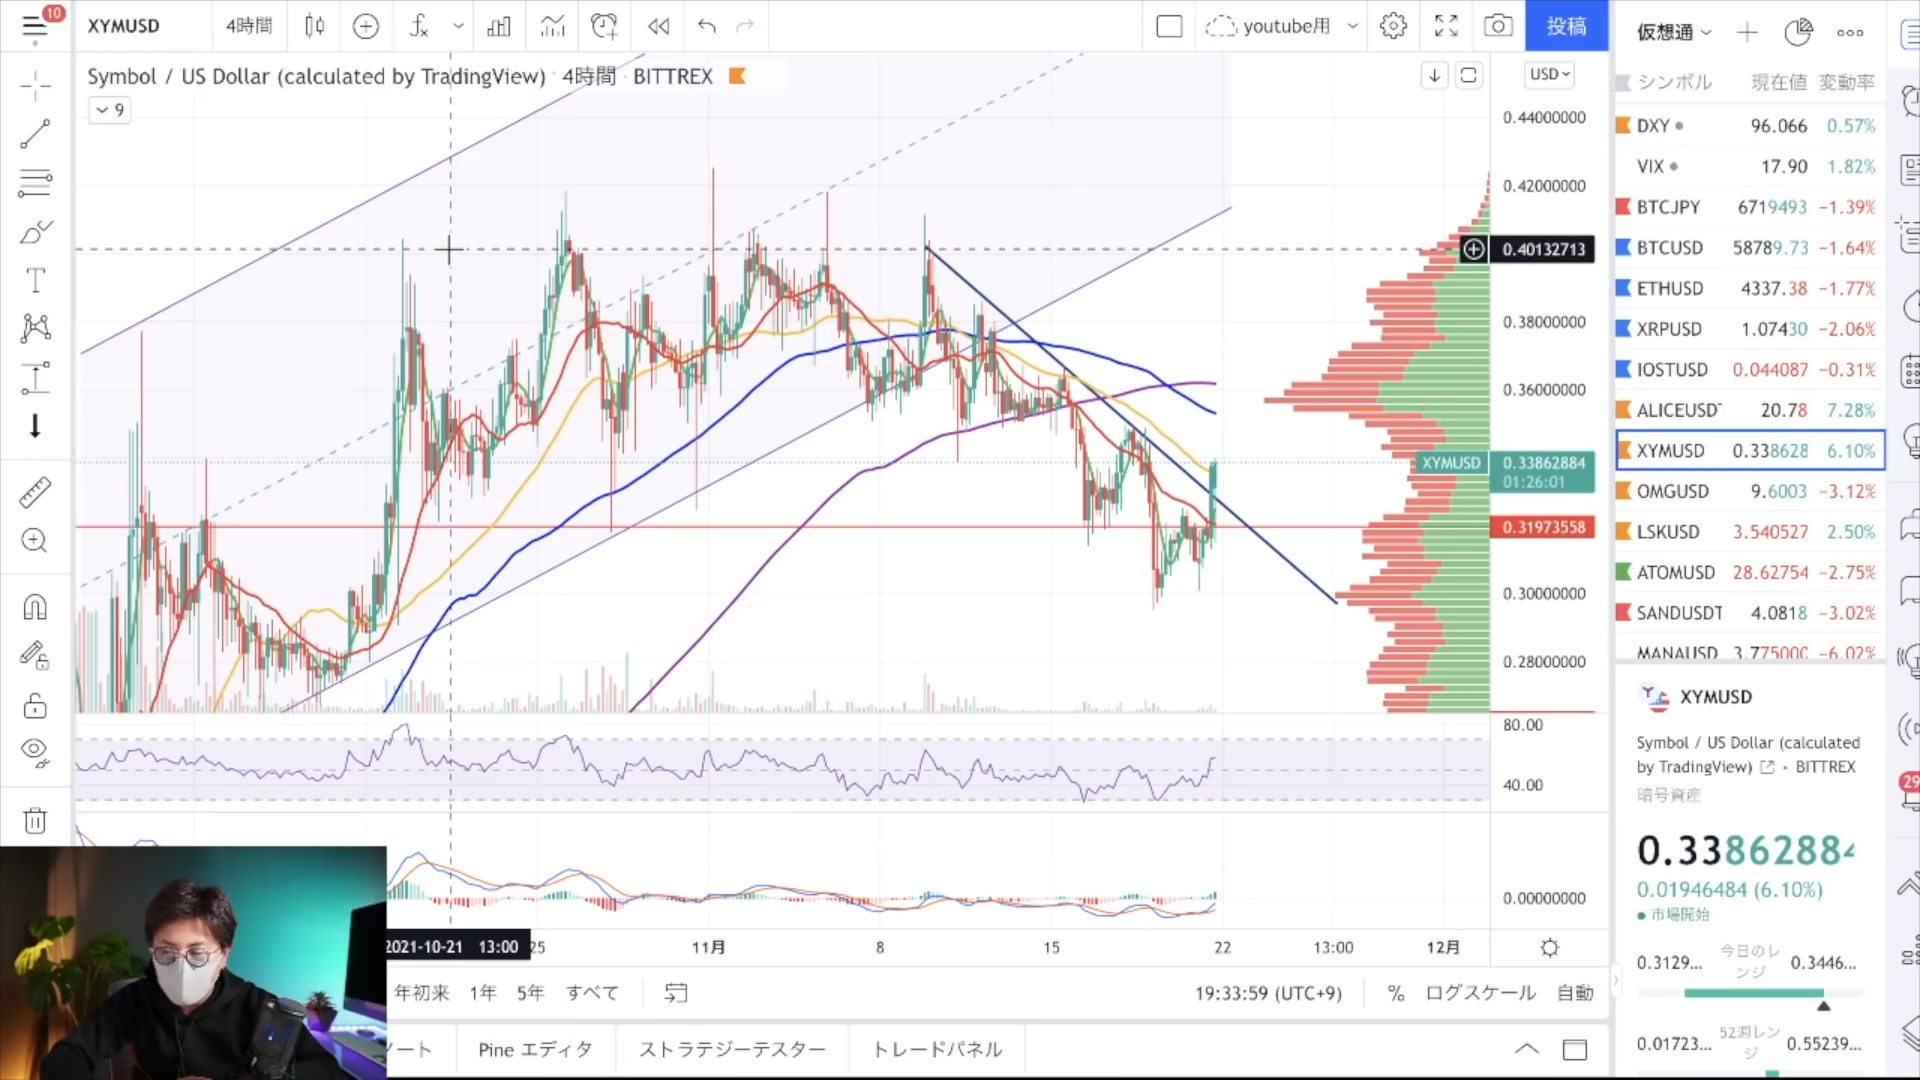 10
XYMUSD
4時間
youtube用
投稿
Symbol / US Dollar (calculated by TradingView) · 4時間 · BITTREX
9
USD
0.44000000
0.42000000
0.40132713
0.38000000
0.36000000
XYMUSD
0.33862884
01:26:01
0.31973558
0.30000000
0.28000000
80.00
40.00
0.00000000
2021-10-21 13:00
25
11月
8
15
22
13:00
12月
年初来
1年
5年
すべて
19:33:59 (UTC+9)
%
ログスケール
自動
ート
Pine エディタ
ストラテジーテスター
トレードパネル
仮想通
シンボル 現在値 変動率
DXY 96.066 0.57%
VIX 17.90 1.82%
BTCJPY 6719493 −1.39%
BTCUSD 58789.73 −1.64%
ETHUSD 4337.38 −1.77%
XRPUSD 1.07430 −2.06%
IOSTUSD 0.044087 −0.31%
ALICEUSD 20.78 7.28%
XYMUSD 0.338628 6.10%
OMGUSD 9.6003 −3.12%
LSKUSD 3.540527 2.50%
ATOMUSD 28.62754 −2.75%
SANDUSDT 4.0818 −3.02%
MANAUSD 3.775000 −6.02%
XYMUSD
Symbol / US Dollar (calculated
by TradingView) • BITTREX
暗号資産
0.33862884
0.01946484 (6.10%)
市場開始
0.3129... 今日のレ 0.3446...
ンジ
0.01723... 52週レン 0.55239...
ジ
29